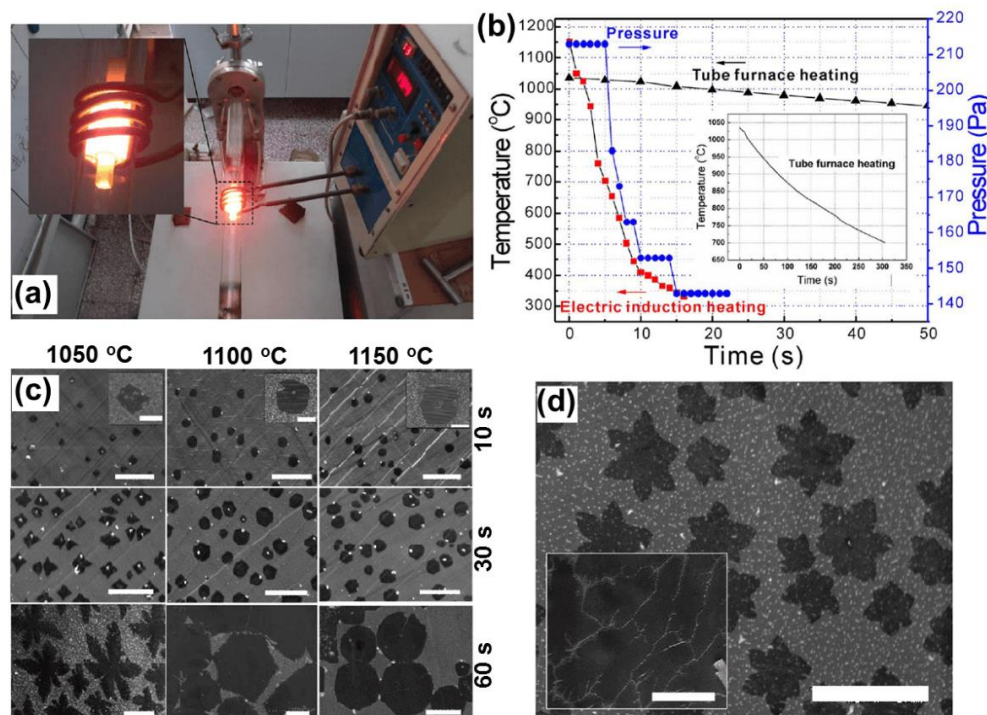 (a)
(b)
1200
1100
1000
900
800
700
600
500
400
300
Temperature (°C)
Pressure
Tube furnace heating
Electric induction heating
0 10 20 30 40 50
Time (s)
220
210
200
190
180
170
160
150
140
Pressure (Pa)
1050
1000
950
900
850
800
750
700
650
Temperature (°C)
Tube furnace heating
0 50 100 150 200 250 300 350
Time (s)
1050 °C 1100 °C 1150 °C
(c)
10 s
30 s
60 s
(d)